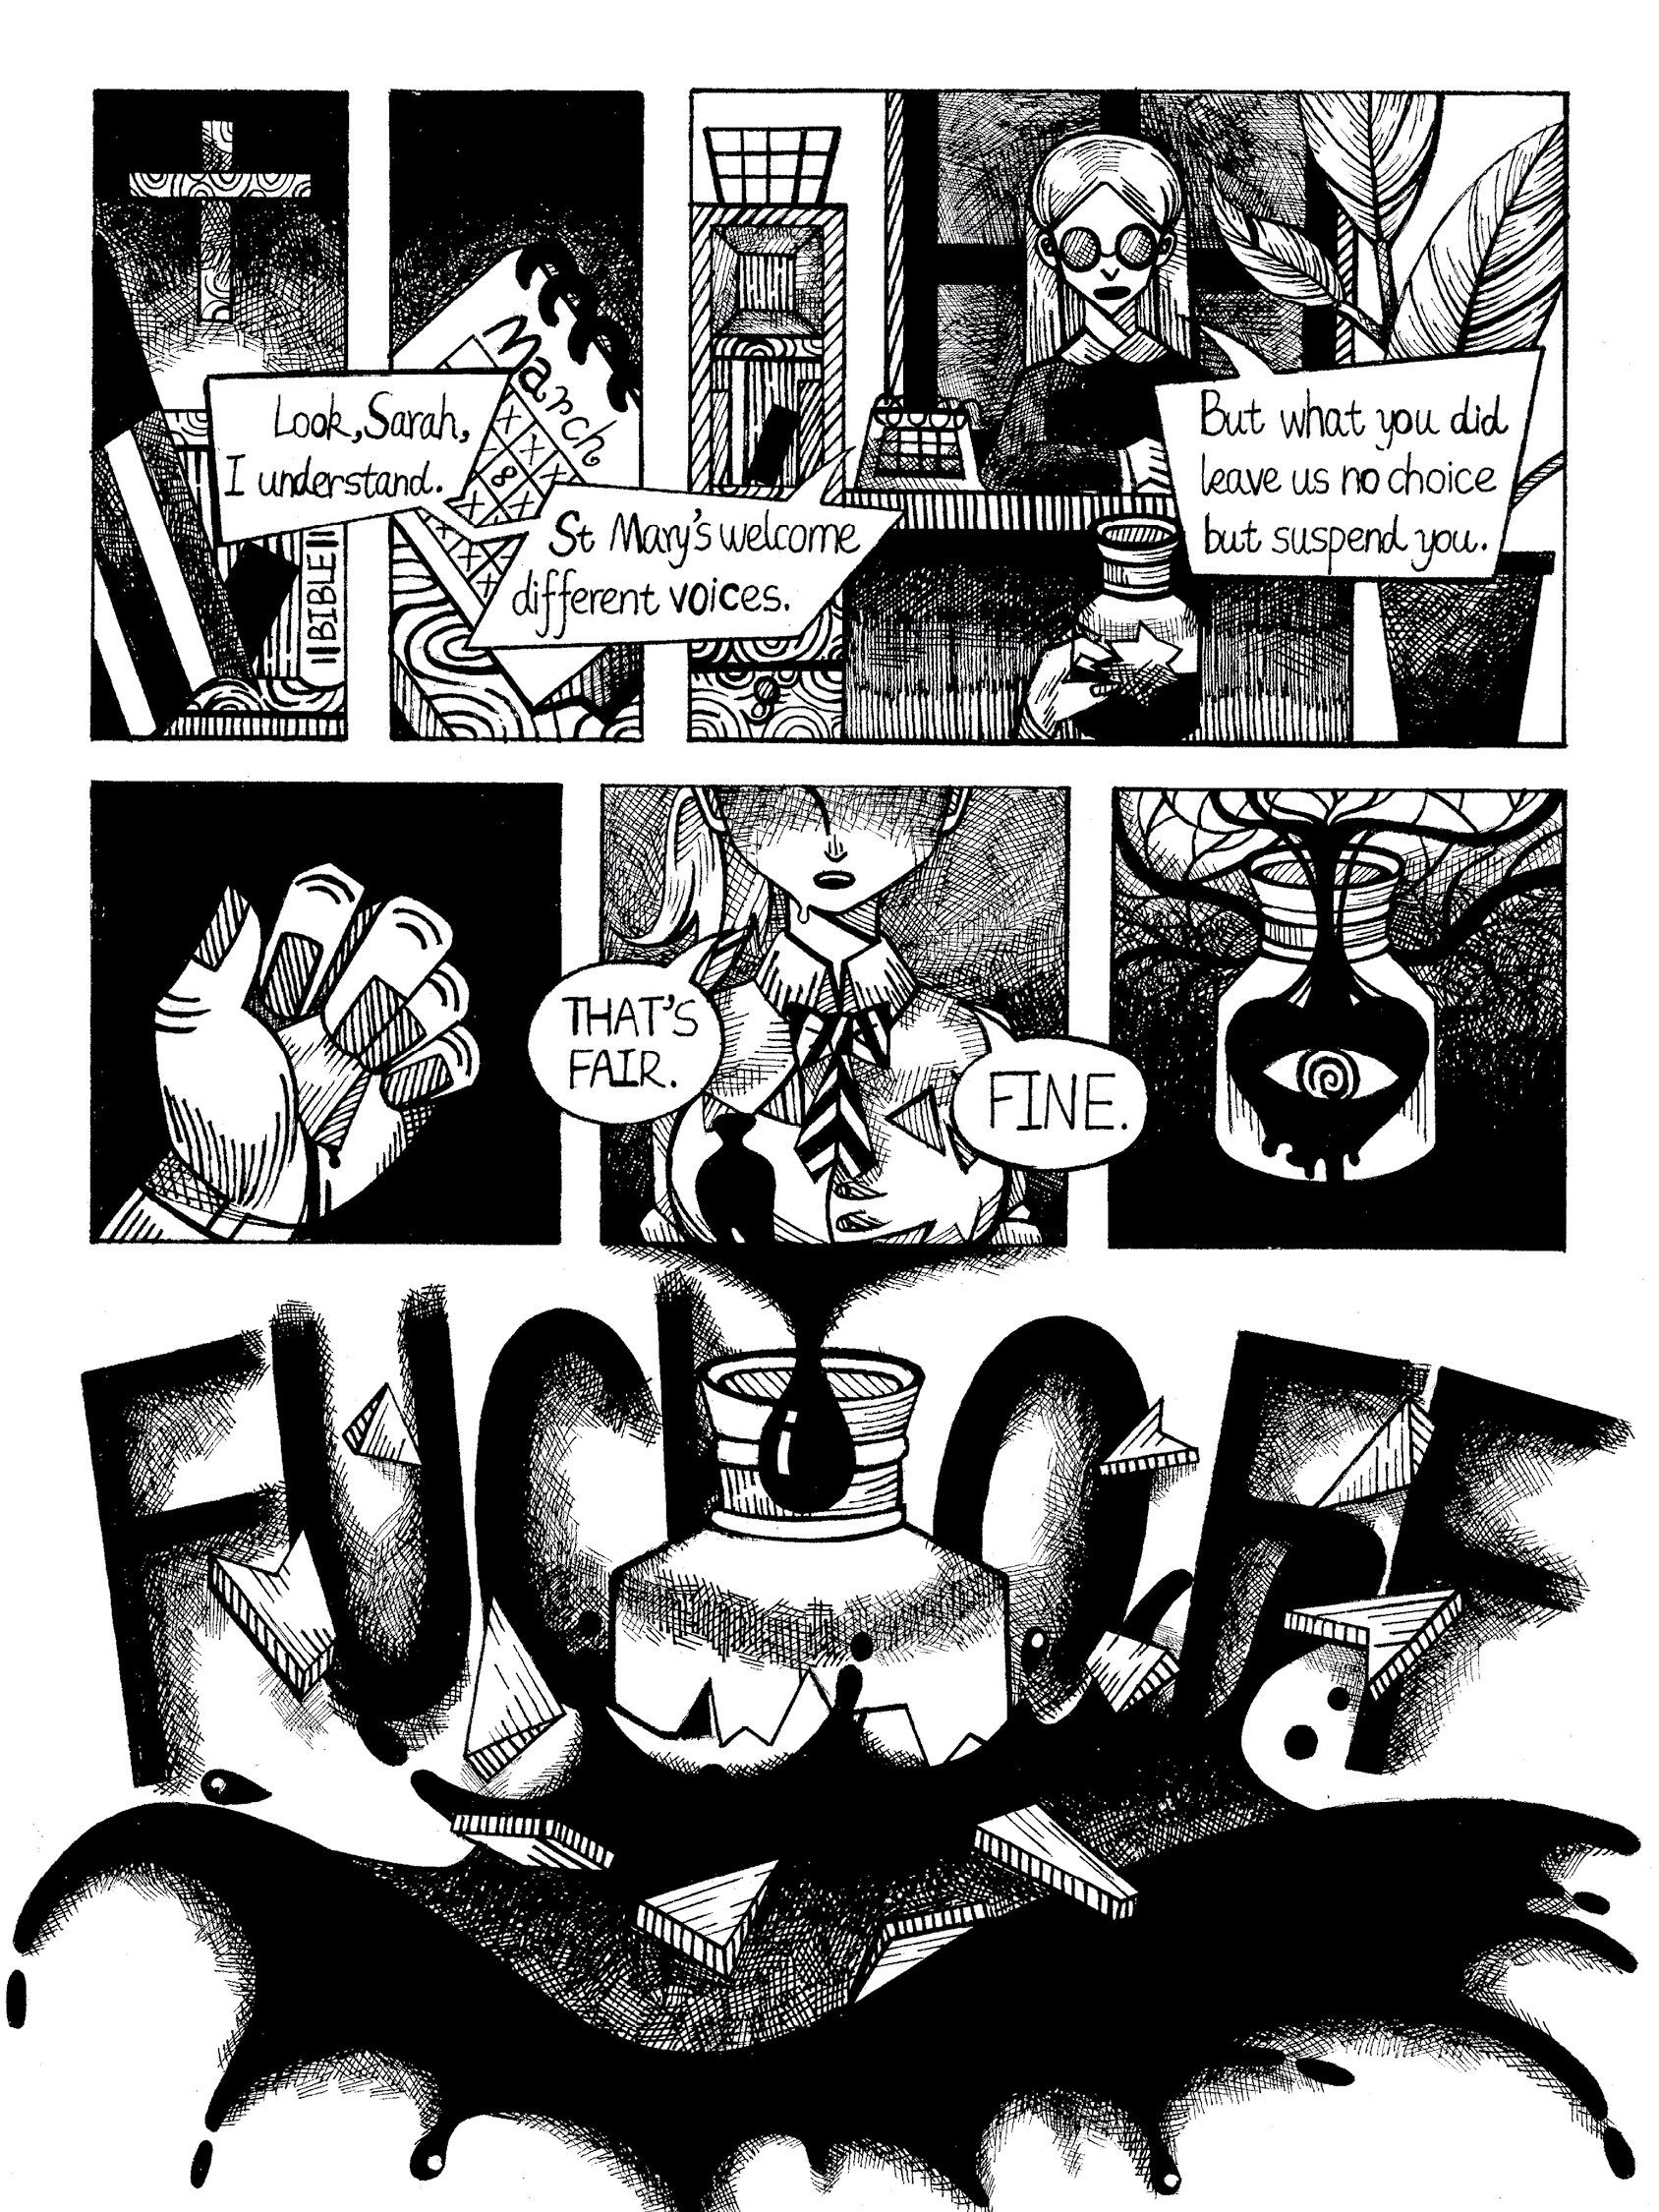 Look, Sarah,
I understand.
BIBLE
March
8
St Mary's welcome
different voices.
But what you did
leave us no choice
but suspend you.
THAT'S
FAIR.
FINE.
FUCK OFF